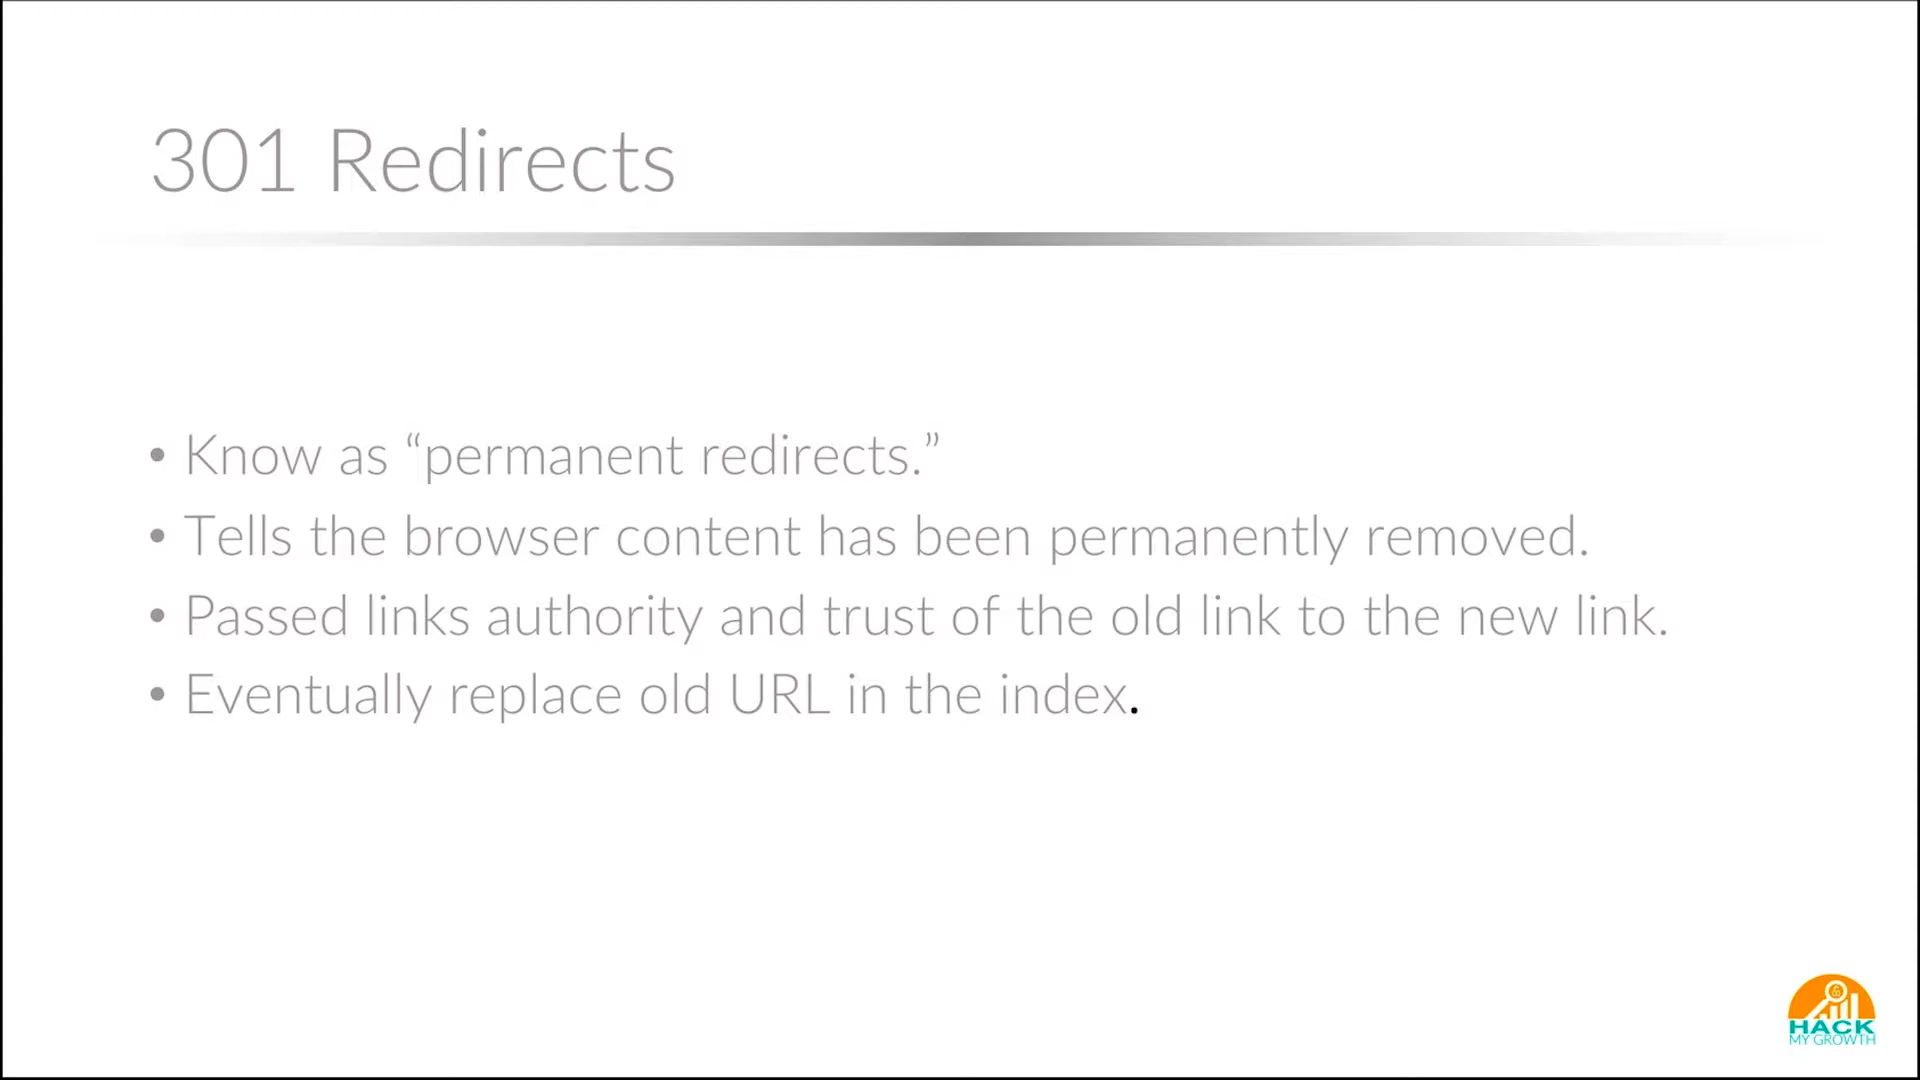 301 Redirects
• Know as “permanent redirects.”
• Tells the browser content has been permanently removed.
• Passed links authority and trust of the old link to the new link.
• Eventually replace old URL in the index.
HACK
MY GROWTH